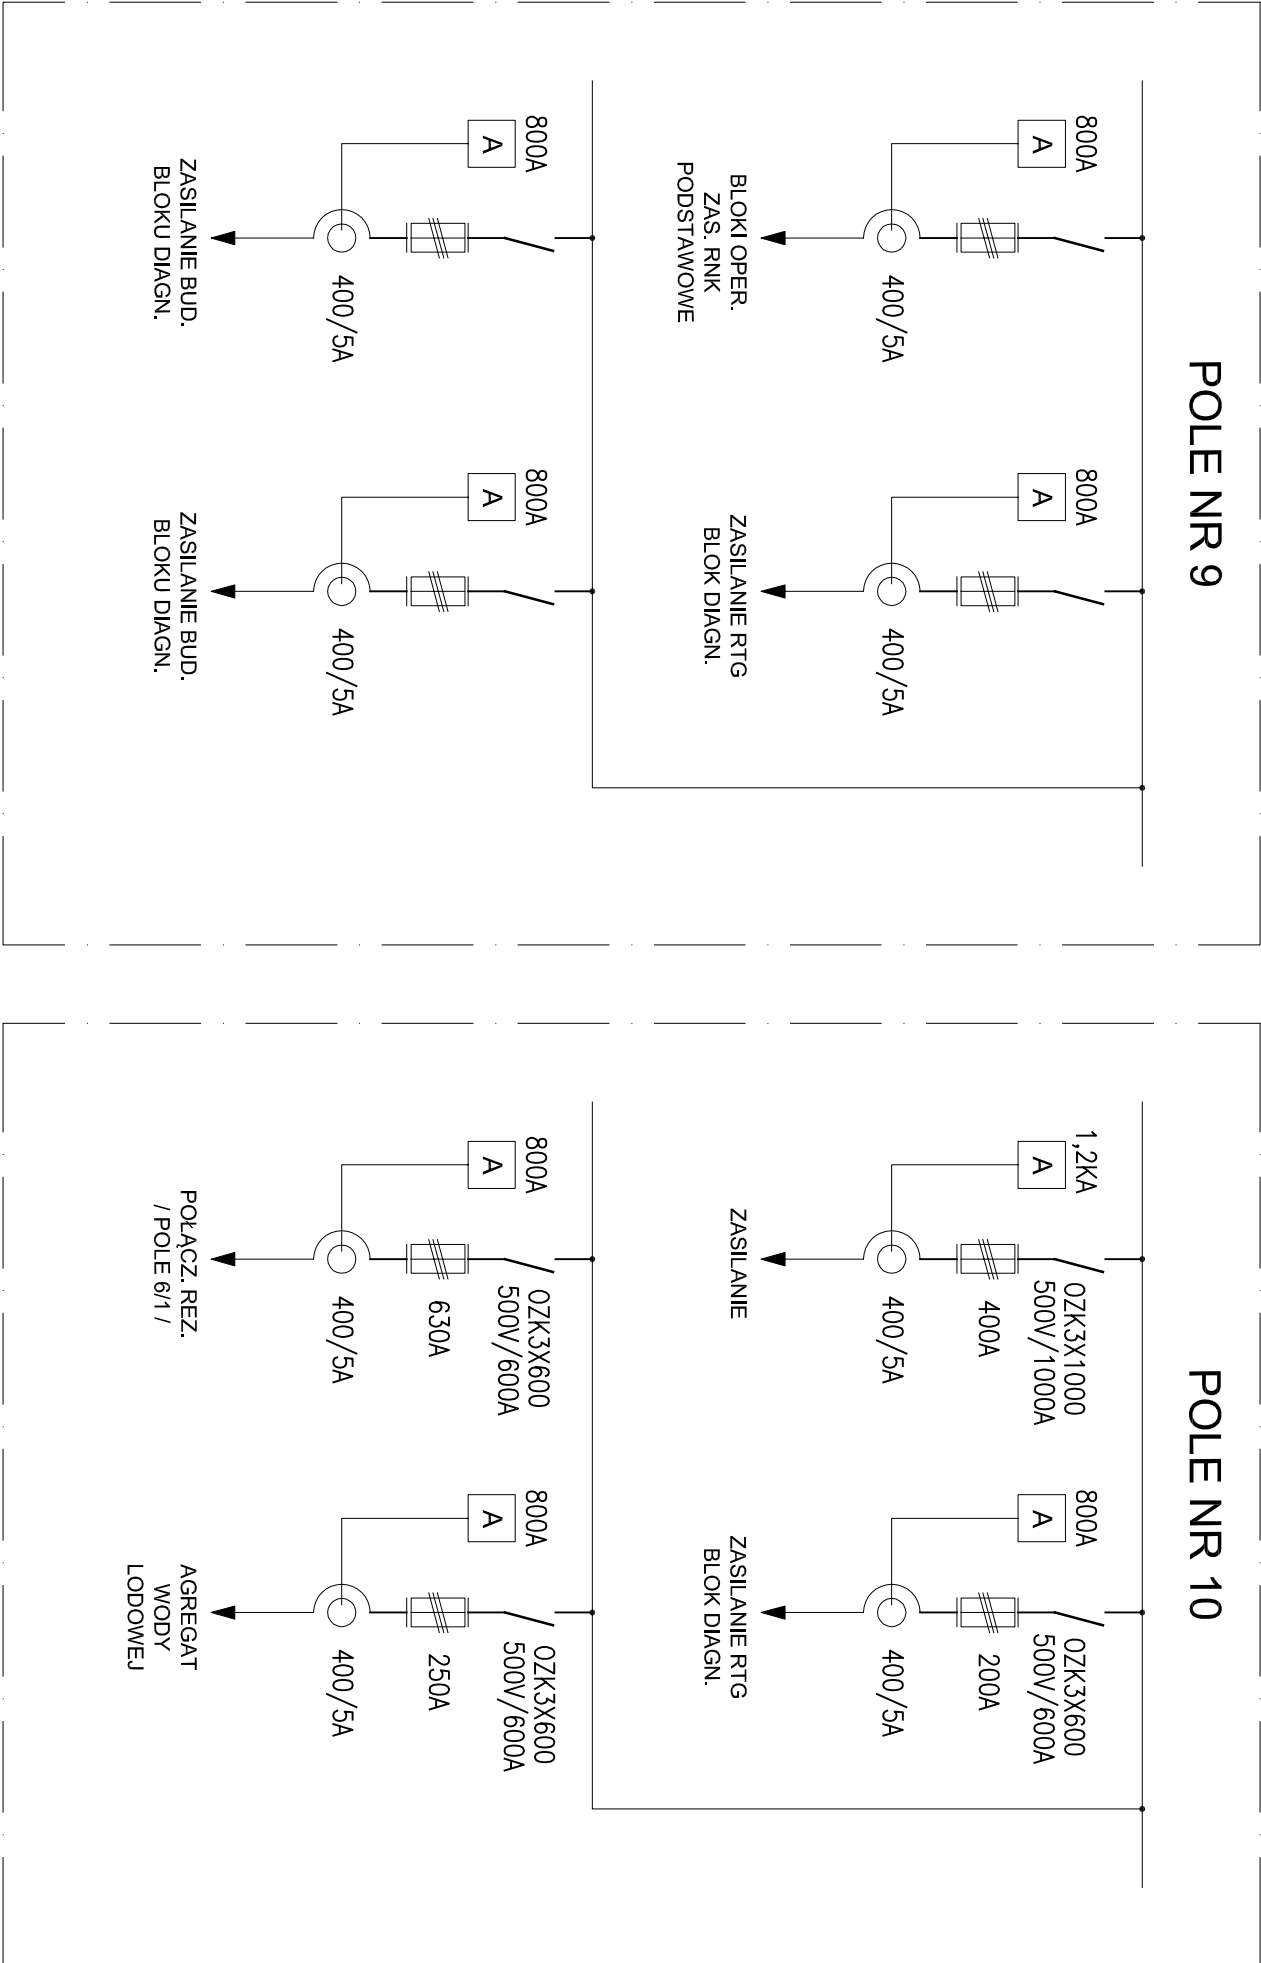 POLE NR 9
800A
A
400/5A
BLOKI OPER.
ZAS. RNK
PODSTAWOWE
800A
A
400/5A
ZASILANIE RTG
BLOK DIAGN.
800A
A
400/5A
ZASILANIE BUD.
BLOKU DIAGN.
800A
A
400/5A
ZASILANIE BUD.
BLOKU DIAGN.
POLE NR 10
1,2KA
A
OZK3X1000
500V/1000A
400A
400/5A
ZASILANIE
800A
A
OZK3X600
500V/600A
200A
400/5A
ZASILANIE RTG
BLOK DIAGN.
800A
A
OZK3X600
500V/600A
630A
400/5A
POŁĄCZ. REZ.
/ POLE 6/1 /
800A
A
OZK3X600
500V/600A
250A
400/5A
AGREGAT
WODY
LODOWEJ